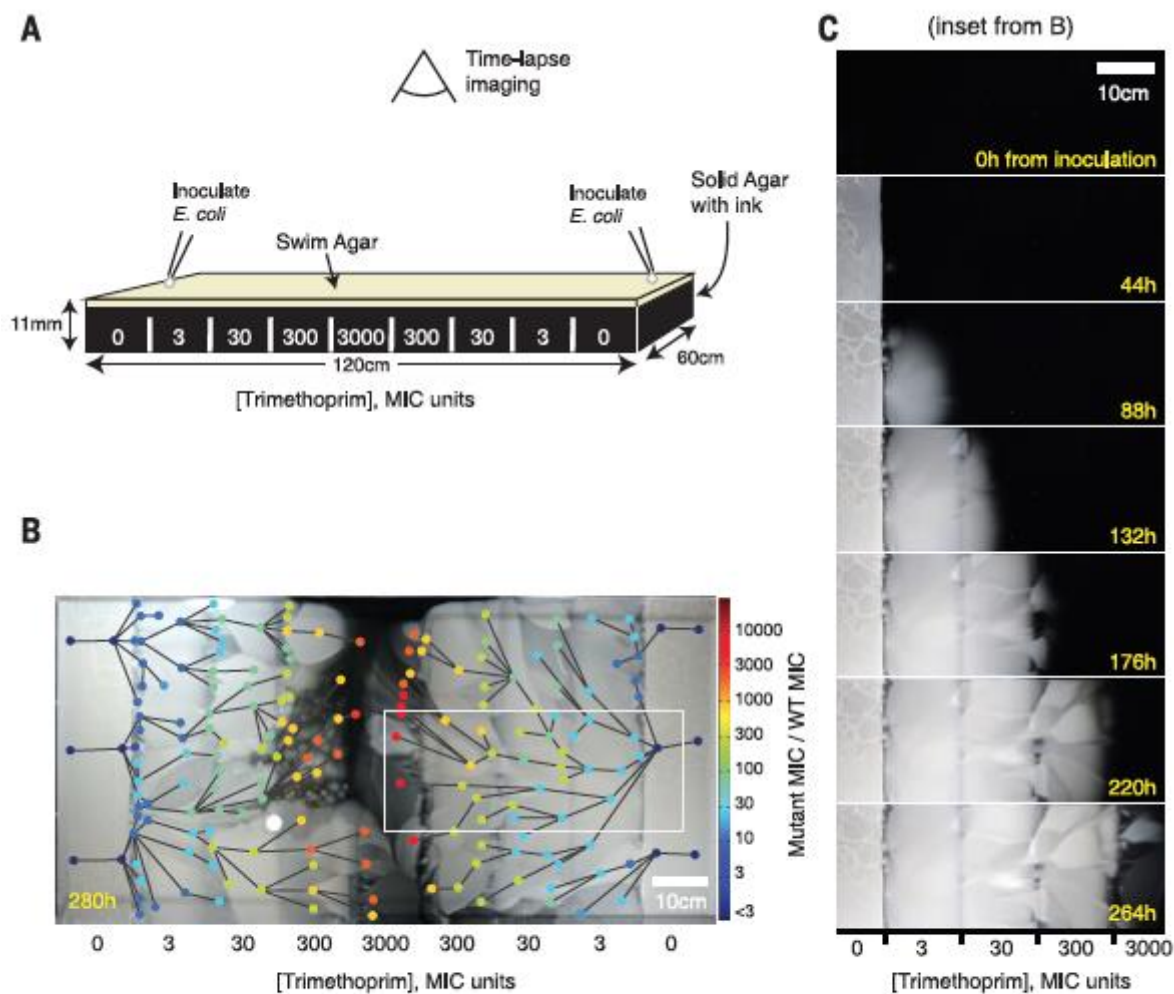 A
Time-lapse
imaging
Inoculate
E. coli
Swim Agar
Inoculate
E. coli
Solid Agar
with ink
11mm
0 3 30 300 3000 300 30 3 0
120cm
60cm
[Trimethoprim], MIC units
B
280h
10cm
0 3 30 300 3000 300 30 3 0
[Trimethoprim], MIC units
10000
3000
1000
300
100
30
10
3
<3
Mutant MIC / WT MIC
C
(inset from B)
10cm
0h from inoculation
44h
88h
132h
176h
220h
264h
0 3 30 300 3000
[Trimethoprim], MIC units